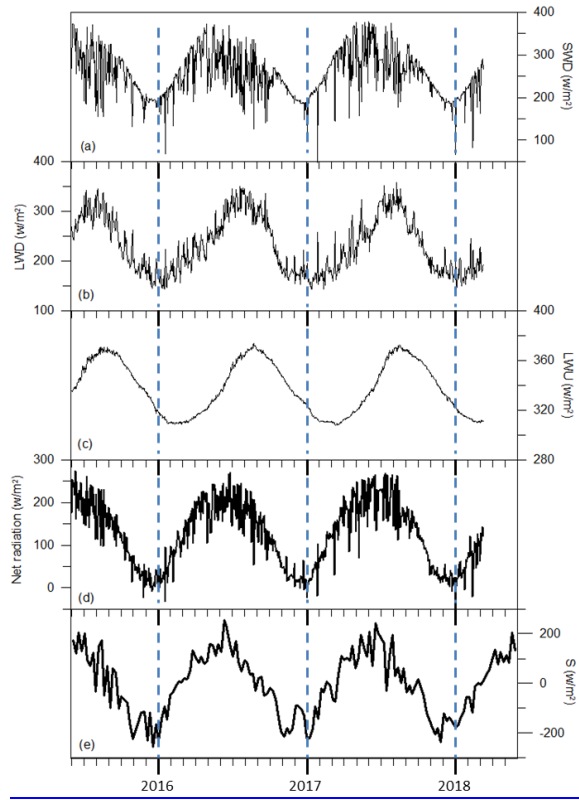 400
300
200
100
SWD (w/m²)
(a)
400
300
200
100
LWD (w/m²)
(b)
400
360
320
280
LWU (w/m²)
(c)
300
200
100
0
Net radiation (w/m²)
(d)
200
0
-200
S (w/m²)
(e)
2016 2017 2018